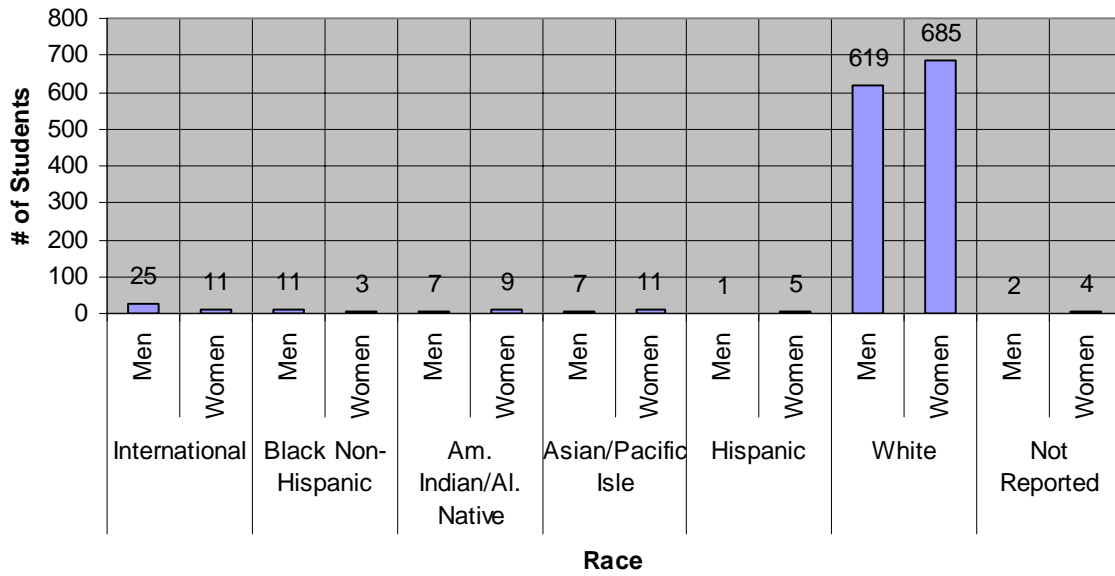 800
700
600
500
400
300
200
100
0
# of Students
25 11 11 3 7 9 7 11 1 5 619 685 2 4
Men Women Men Women Men Women Men Women Men Women Men Women Men Women
International
Black Non-
Hispanic
Am.
Indian/Al.
Native
Asian/Pacific
Isle
Hispanic
White
Not
Reported
Race